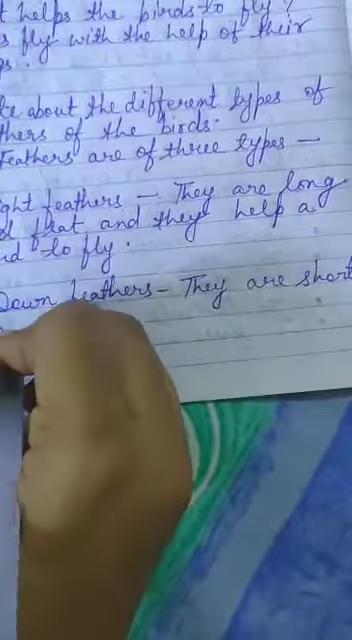 helps the birds to fly?
fly with the help of their
about the different types of
of the birds.
Feathers are of three types —
feathers — They are long
flat and they help a
to fly.
Down feathers — They are short